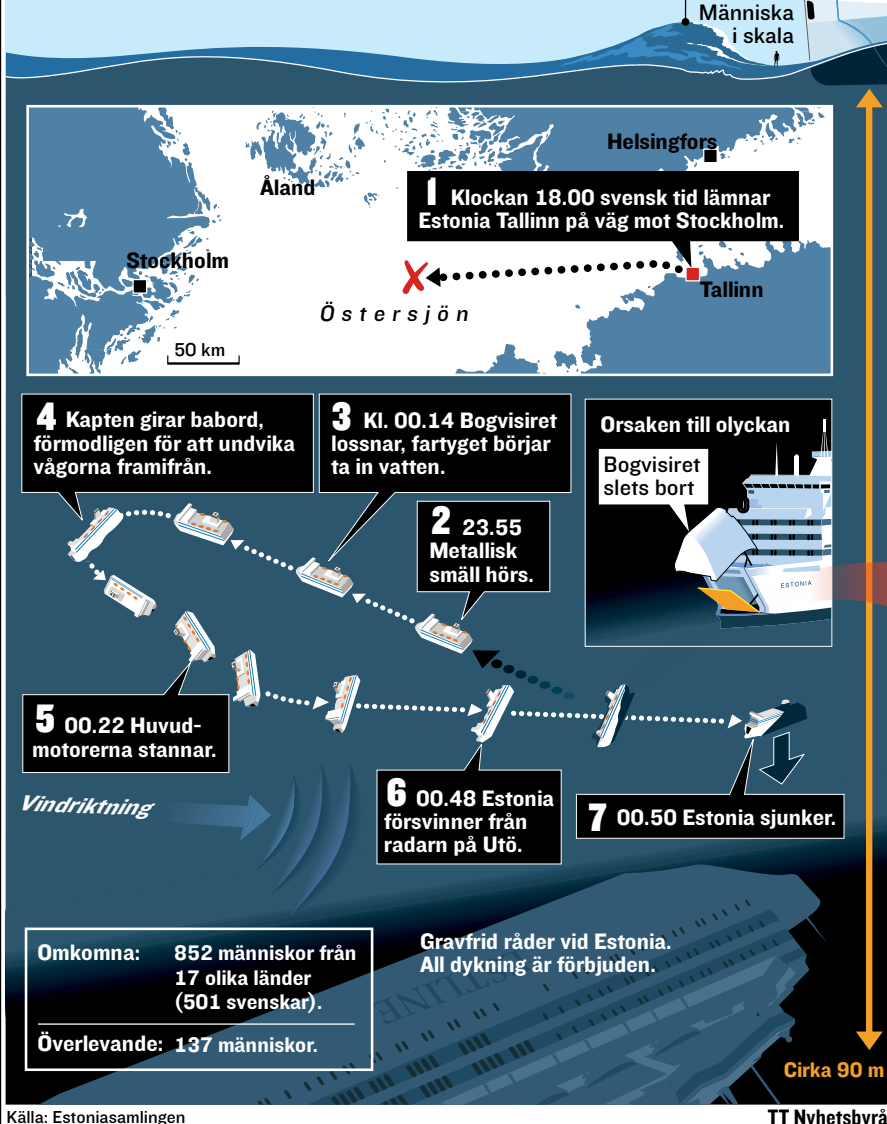 Människa
i skala
Helsingfors
Åland
1 Klockan 18.00 svensk tid lämnar
Estonia Tallinn på väg mot Stockholm.
Stockholm
Tallinn
Östersjön
50 km
4 Kapten girar babord,
förmodligen för att undvika
vågorna framifrån.
3 Kl. 00.14 Bogvisiret
lossnar, fartyget börjar
ta in vatten.
2 23.55
Metallisk
smäll hörs.
Orsaken till olyckan
Bogvisiret
slets bort
ESTONIA
5 00.22 Huvud-
motorerna stannar.
Vindriktning
6 00.48 Estonia
försvinner från
radarn på Utö.
7 00.50 Estonia sjunker.
Omkomna: 852 människor från
17 olika länder
(501 svenskar).
Överlevande: 137 människor.
Gravfrid råder vid Estonia.
All dykning är förbjuden.
Cirka 90 m
Källa: Estoniasamlingen
TT Nyhetsbyrå